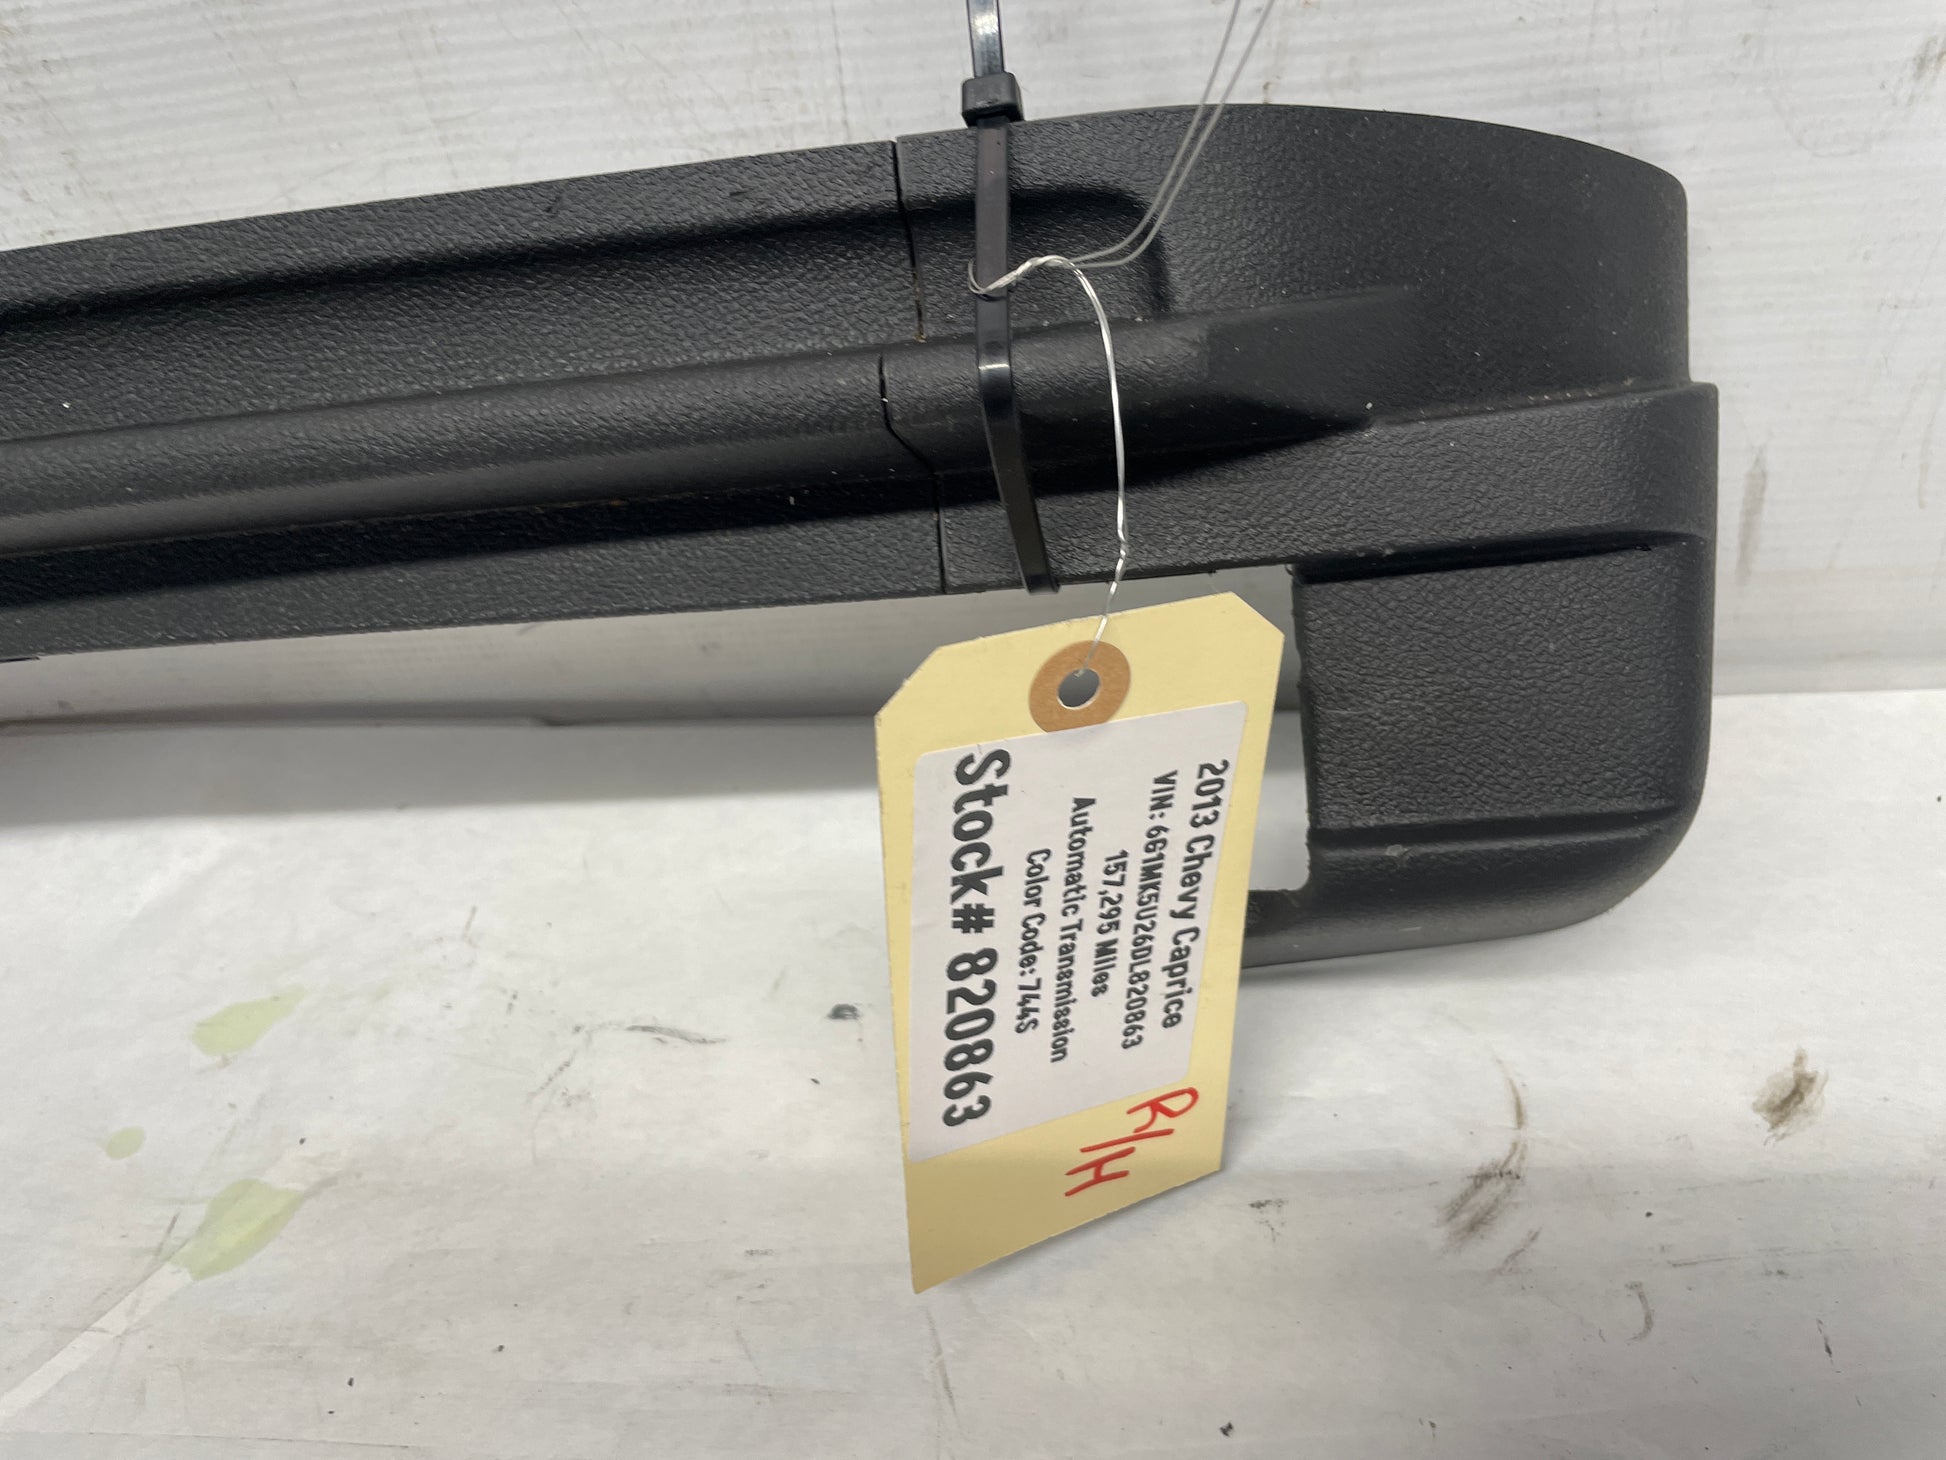 2013 Chevy Caprice
VIN: 6G1MK5U26DL820863
157,295 Miles
Automatic Transmission
Color Code: 744S
Stock# 820863
R/H